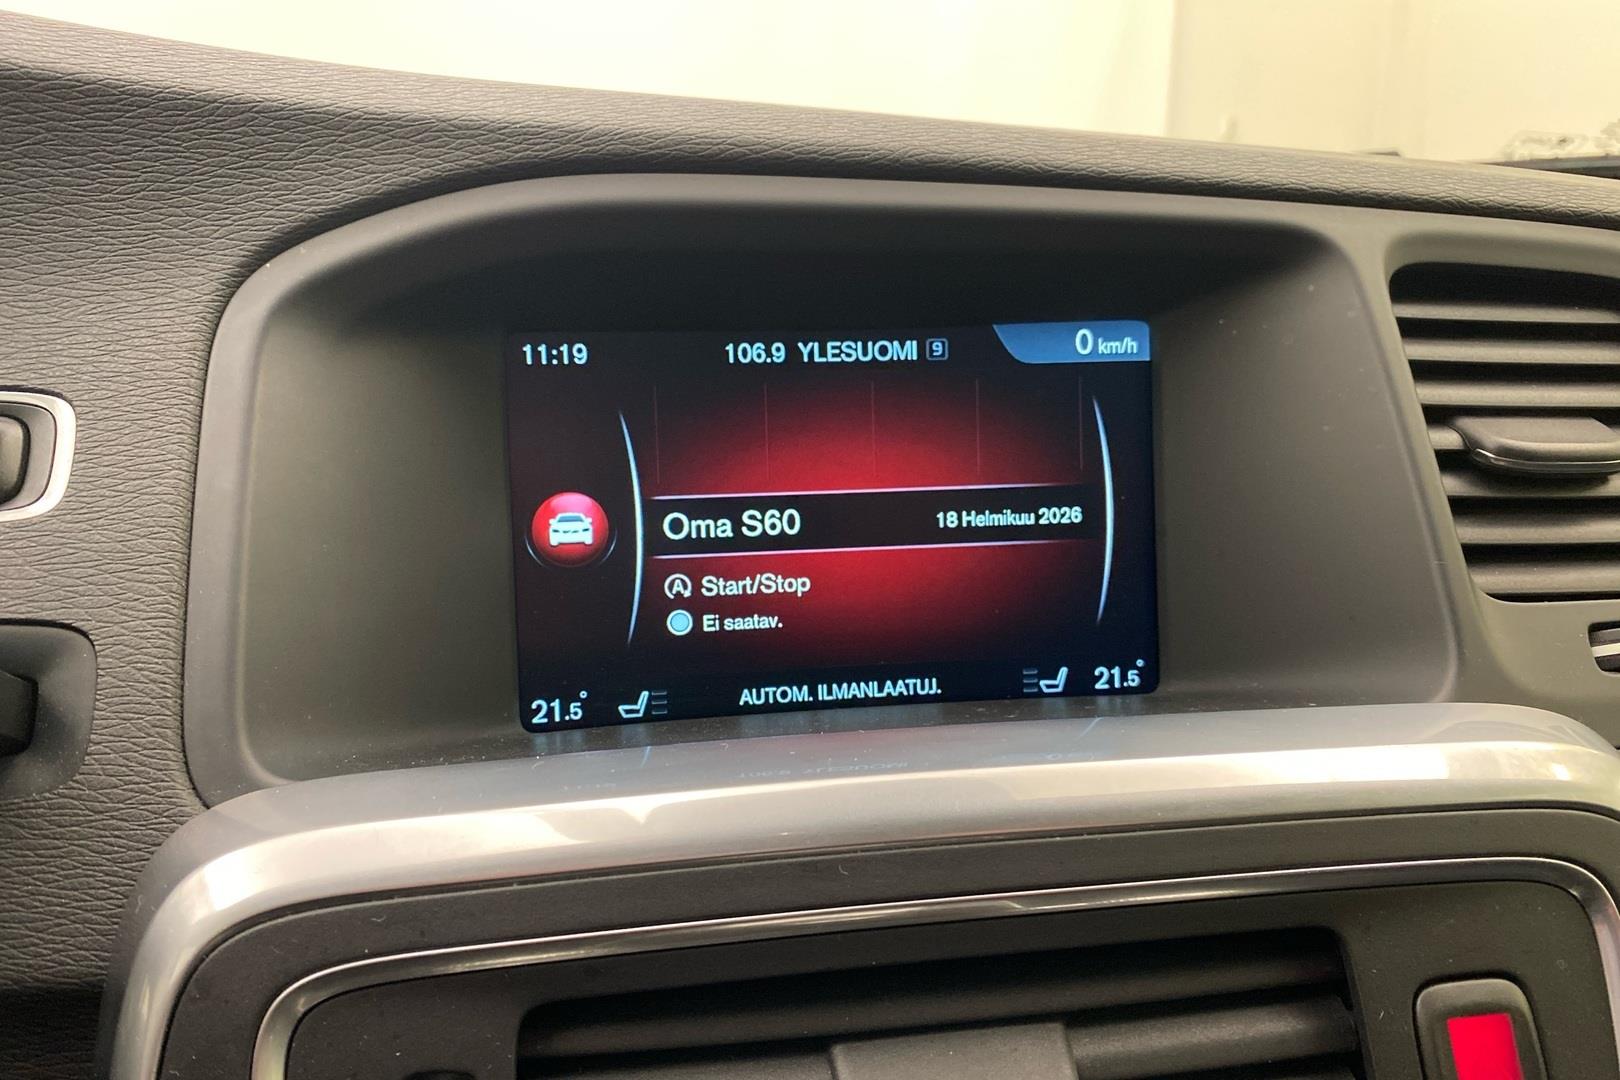 11:19 106.9 YLESUOMI 9 0 km/h
Oma S60 18 Helmikuu 2026
A Start/Stop
Ei saatav.
21.5° AUTOM. ILMANLAATUJ. 21.5°